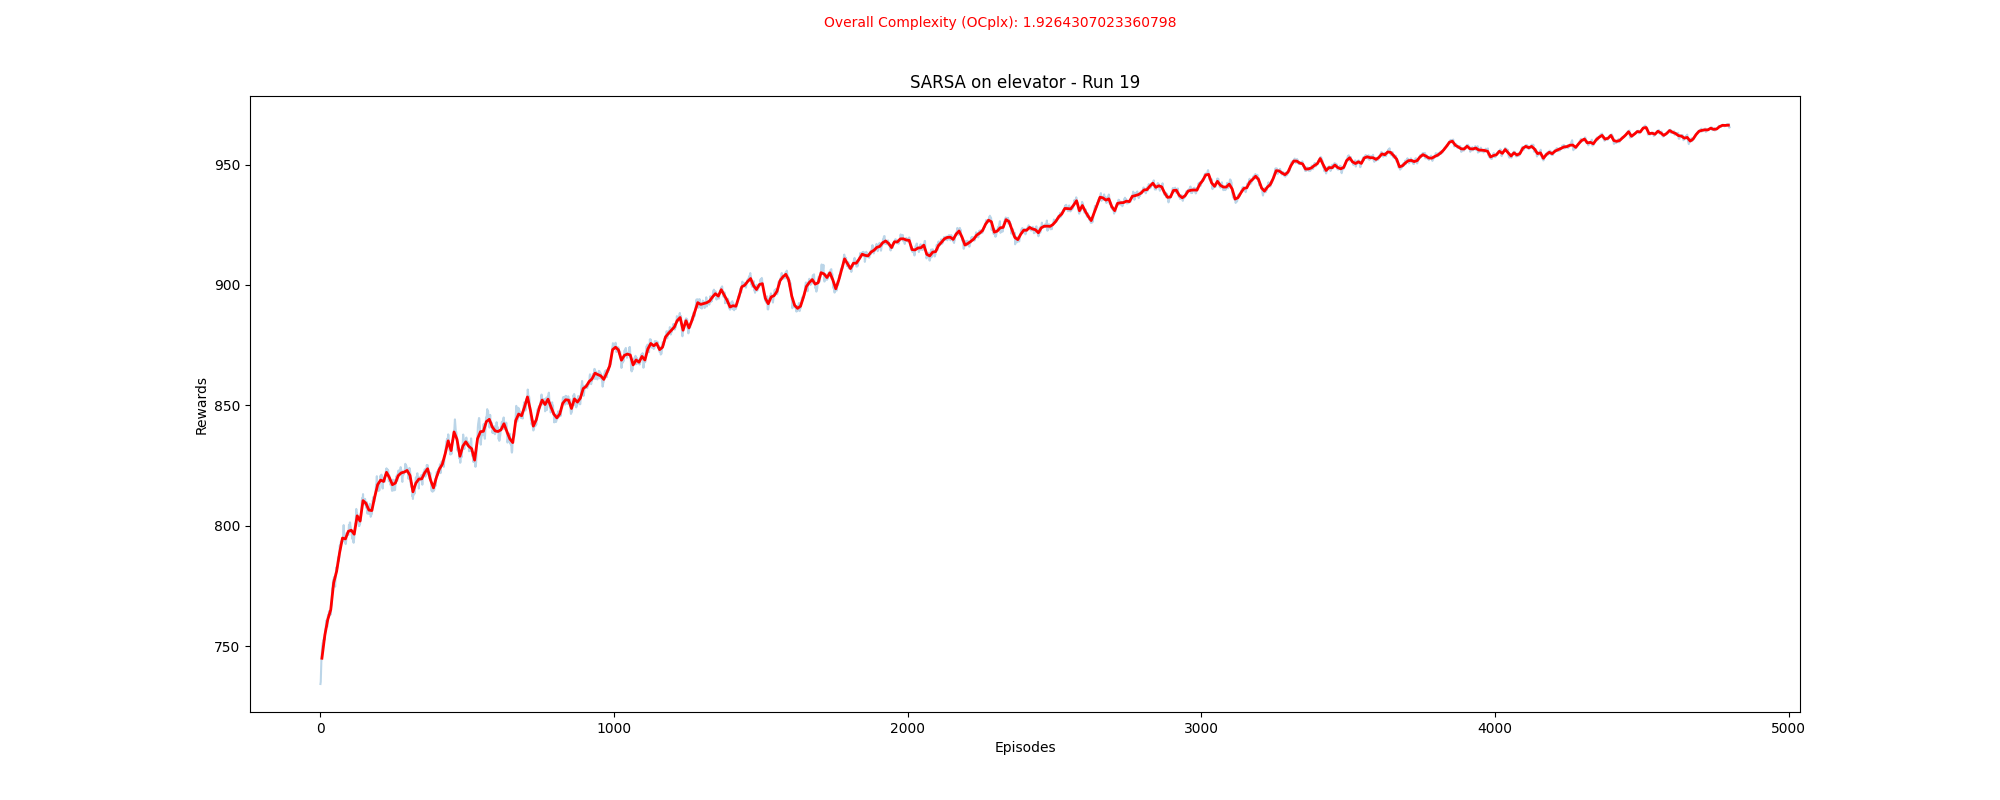 Overall Complexity (OCplx): 1.9264307023360798
SARSA on elevator - Run 19
Rewards
950
900
850
800
750
0 1000 2000 3000 4000 5000
Episodes